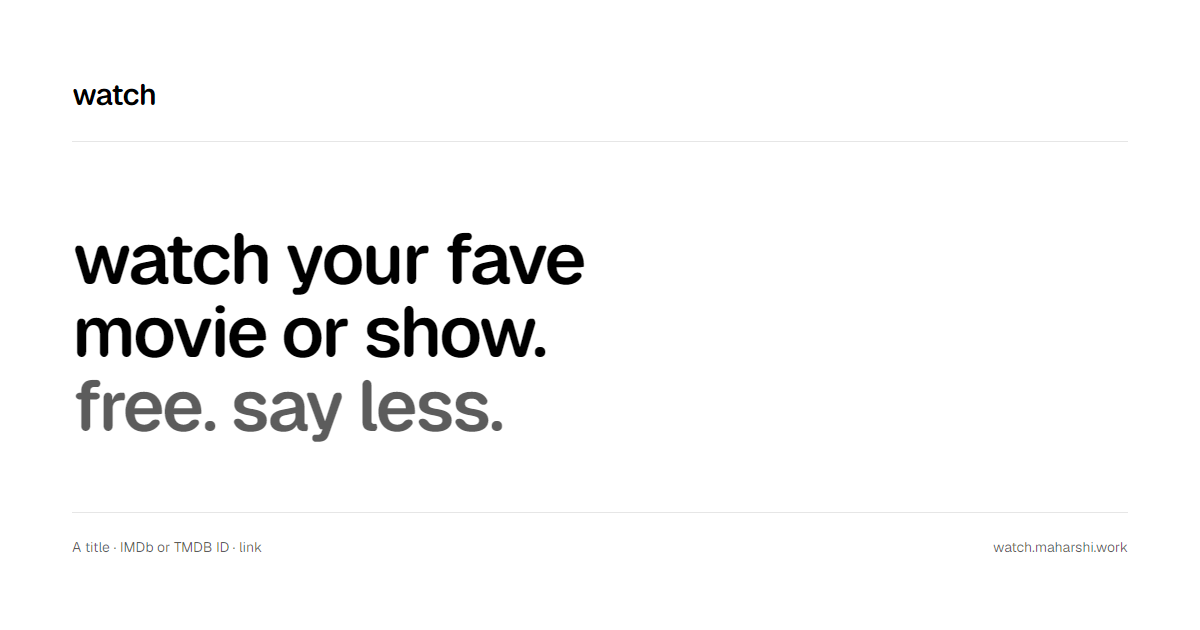 watch
watch your fave
movie or show.
free. say less.
A title · IMDb or TMDB ID · link
watch.maharshi.work